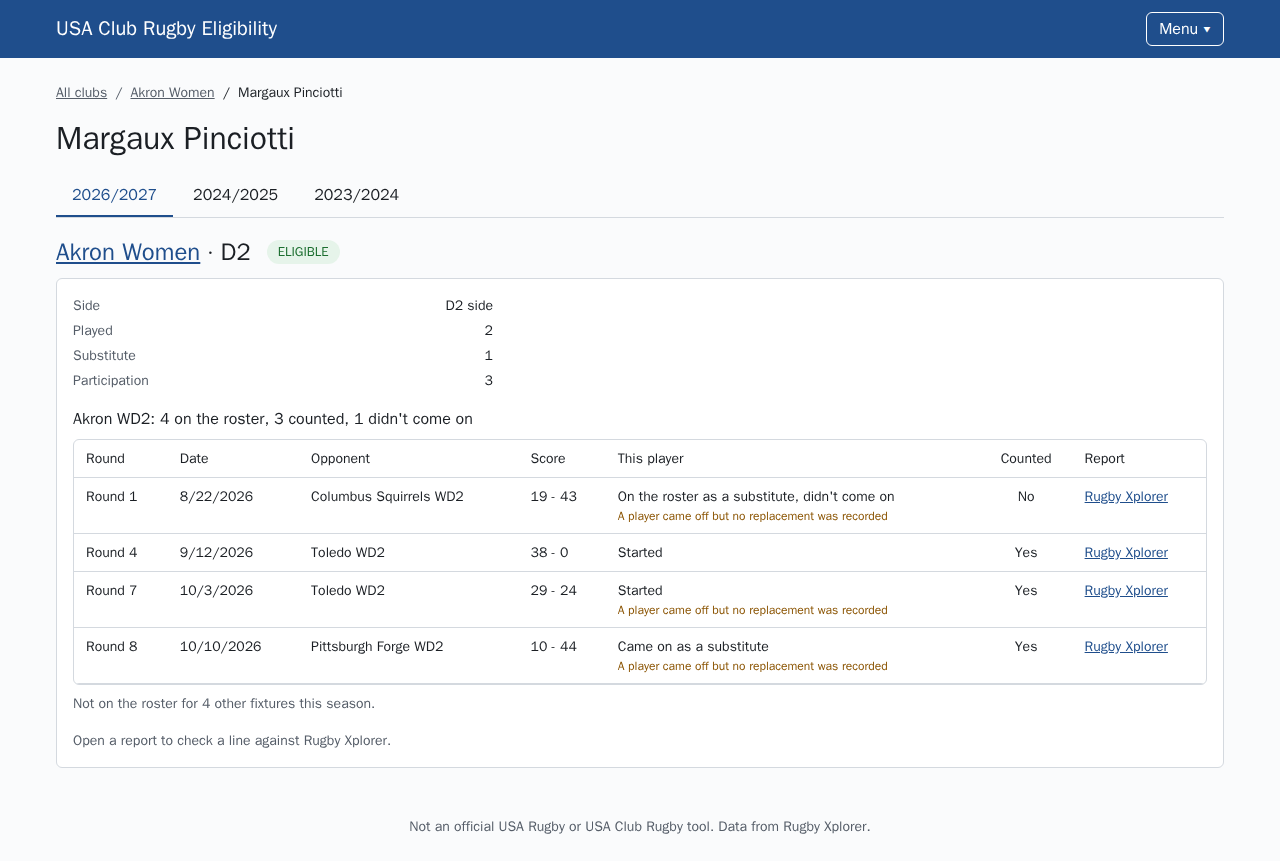 USA Club Rugby Eligibility
Menu ▾
All clubs / Akron Women / Margaux Pinciotti
Margaux Pinciotti
2026/2027 2024/2025 2023/2024
Akron Women · D2 ELIGIBLE
Side D2 side
Played 2
Substitute 1
Participation 3
Akron WD2: 4 on the roster, 3 counted, 1 didn't come on
Round Date Opponent Score This player Counted Report
Round 1 8/22/2026 Columbus Squirrels WD2 19 - 43 On the roster as a substitute, didn't come on No Rugby Xplorer
A player came off but no replacement was recorded
Round 4 9/12/2026 Toledo WD2 38 - 0 Started Yes Rugby Xplorer
Round 7 10/3/2026 Toledo WD2 29 - 24 Started Yes Rugby Xplorer
A player came off but no replacement was recorded
Round 8 10/10/2026 Pittsburgh Forge WD2 10 - 44 Came on as a substitute Yes Rugby Xplorer
A player came off but no replacement was recorded
Not on the roster for 4 other fixtures this season.
Open a report to check a line against Rugby Xplorer.
Not an official USA Rugby or USA Club Rugby tool. Data from Rugby Xplorer.